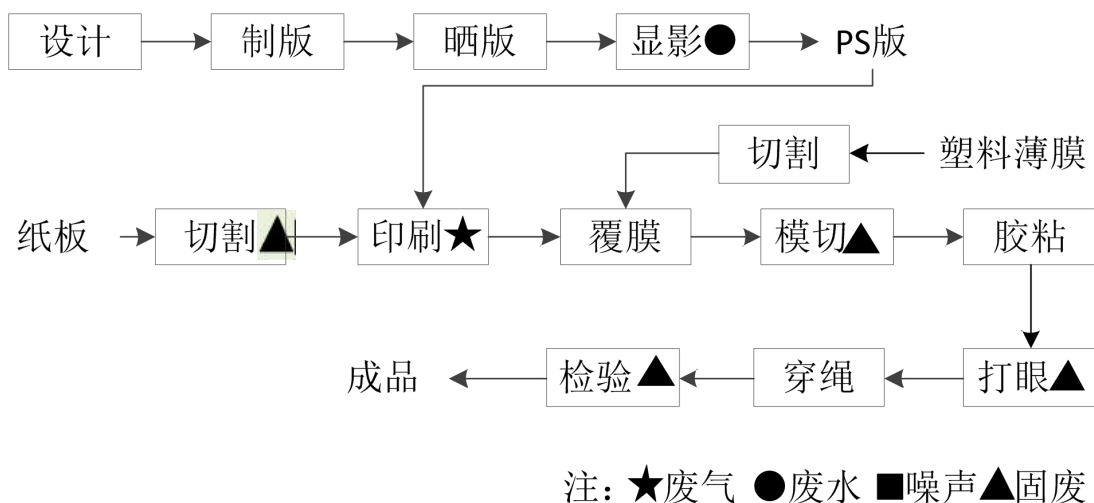 设计 制版 晒版 显影● PS版
切割 塑料薄膜
纸板 切割▲ 印刷★ 覆膜 模切▲ 胶粘
成品 检验▲ 穿绳 打眼▲
注：★废气 ●废水 ■噪声▲固废